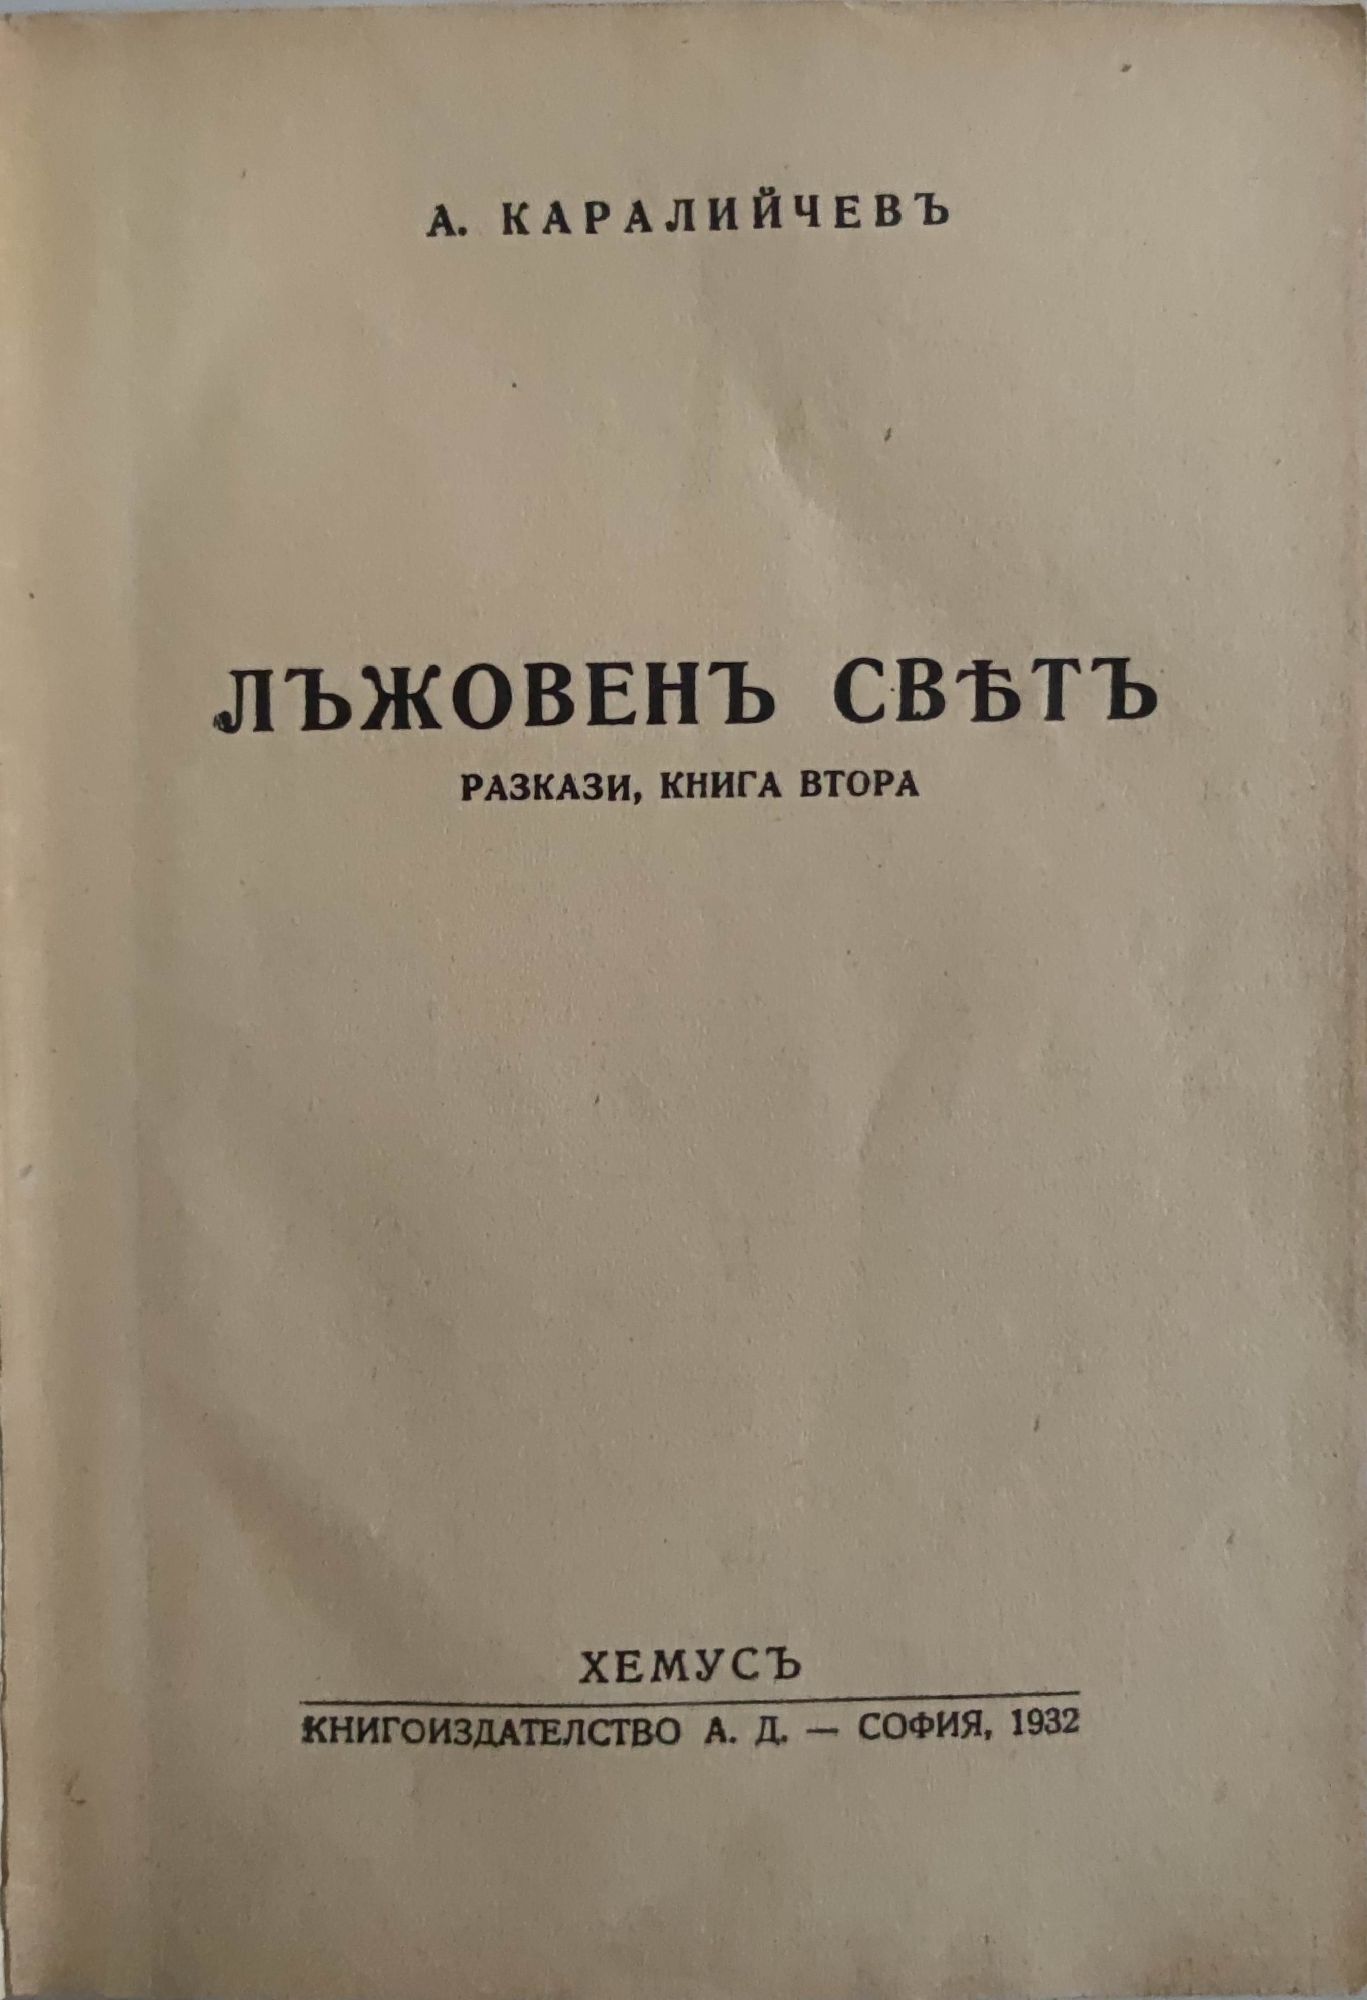 А. КАРАЛИЙЧЕВЪ
ЛЪЖОВЕНЪ СВѢТЪ
РАЗКАЗИ, КНИГА ВТОРА
ХЕМУСЪ
КНИГОИЗДАТЕЛСТВО А. Д. — СОФИЯ, 1932